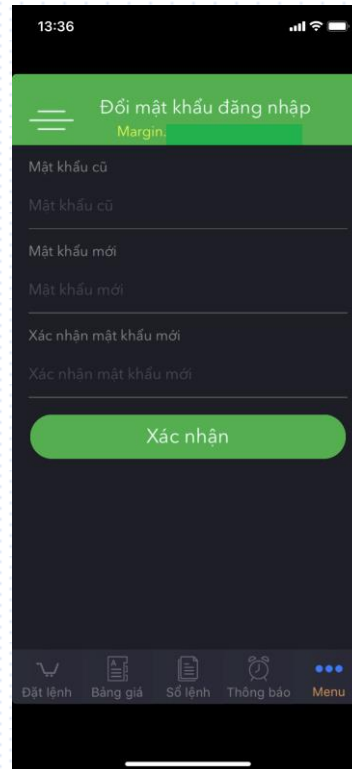 13:36
Đổi mật khẩu đăng nhập
Margin.
Mật khẩu cũ
Mật khẩu cũ
Mật khẩu mới
Mật khẩu mới
Xác nhận mật khẩu mới
Xác nhận mật khẩu mới
Xác nhận
Đặt lệnh Bảng giá Sổ lệnh Thông báo Menu